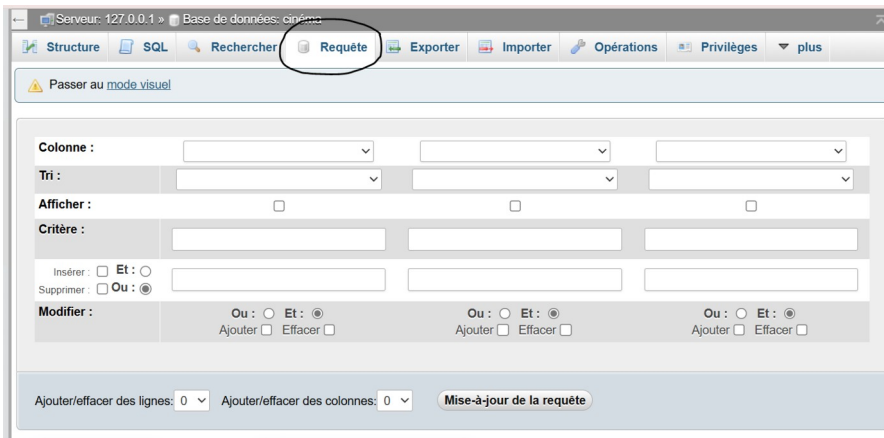 Serveur: 127.0.0.1 » Base de données: cinéma
Structure SQL Rechercher Requête Exporter Importer Opérations Privilèges plus
Passer au mode visuel
Colonne :
Tri :
Afficher :
Critère :
Insérer : Et :
Supprimer : Ou :
Modifier : Ou : Et : Ou : Et : Ou : Et :
Ajouter Effacer Ajouter Effacer Ajouter Effacer
Ajouter/effacer des lignes: 0 Ajouter/effacer des colonnes: 0 Mise-à-jour de la requête